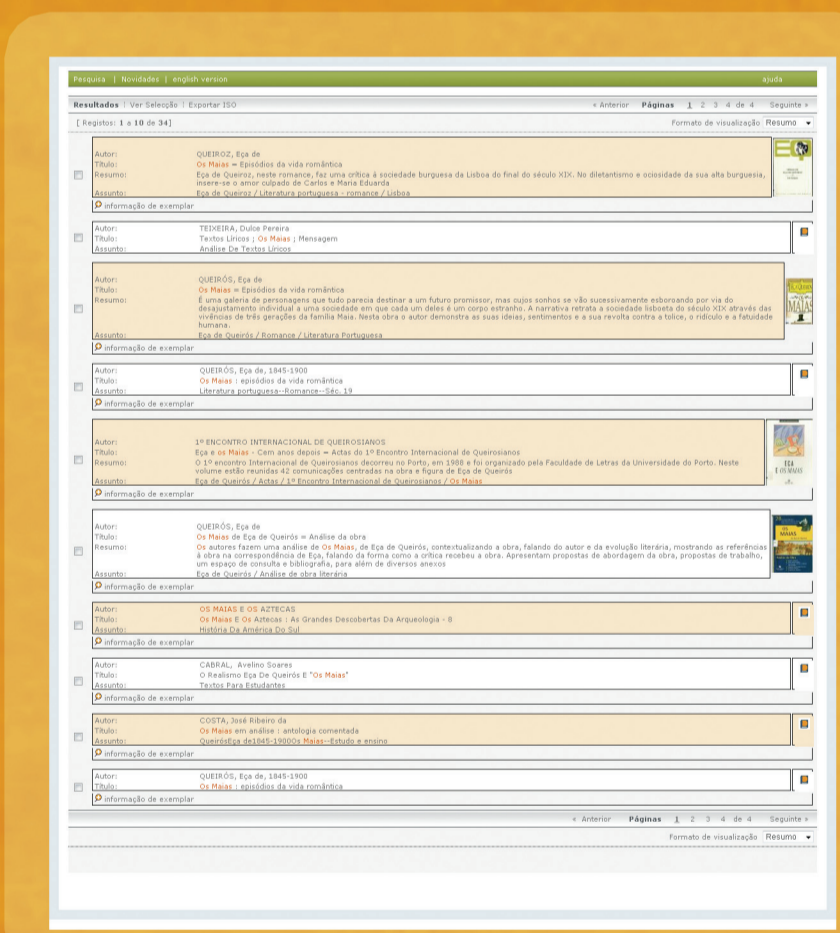 Pesquisa | Novidades | english version ajuda
Resultados | Ver Selecção | Exportar ISO « Anterior Páginas 1 2 3 4 de 4 Seguinte »
[ Registos: 1 a 10 de 34] Formato de visualização Resumo
Autor: QUEIROZ, Eça de
Título: Os Maias = Episódios da vida romântica
Resumo: Eça de Queiroz, neste romance, faz uma crítica à sociedade burguesa da Lisboa do final do século XIX. No diletantismo e ociosidade da sua alta burguesia,
insere-se o amor culpado de Carlos e Maria Eduarda
Assunto: Eça de Queiroz / Literatura portuguesa - romance / Lisboa
informação de exemplar
Autor: TEIXEIRA, Dulce Pereira
Título: Textos Líricos ; Os Maias ; Mensagem
Assunto: Análise De Textos Líricos
Autor: QUEIRÓS, Eça de
Título: Os Maias = Episódios da vida romântica
Resumo: É uma galeria de personagens que tudo parecia destinar a um futuro promissor, mas cujos sonhos se vão sucessivamente esboroando por via do
desajustamento individual a uma sociedade em que cada um deles é um corpo estranho. A narrativa retrata a sociedade lisboeta do século XIX através das
vivências de três gerações da família Maia. Nesta obra o autor demonstra as suas ideias, sentimentos e a sua revolta contra a tolice, o ridículo e a fatuidade
humana.
Assunto: Eça de Queirós / Romance / Literatura Portuguesa
informação de exemplar
Autor: QUEIRÓS, Eça de, 1845-1900
Título: Os Maias : episódios da vida romântica
Assunto: Literatura portuguesa--Romance--Séc. 19
informação de exemplar
Autor: 1º ENCONTRO INTERNACIONAL DE QUEIROSIANOS
Título: Eça e os Maias - Cem anos depois = Actas do 1º Encontro Internacional de Queirosianos
Resumo: O 1º encontro Internacional de Queirosianos decorreu no Porto, em 1988 e foi organizado pela Faculdade de Letras da Universidade do Porto. Neste
volume estão reunidas 42 comunicações centradas na obra e figura de Eça de Queirós
Assunto: Eça de Queirós / Actas / 1º Encontro Internacional de Queirosianos / Os Maias
EÇA
E OS MAIAS
informação de exemplar
Autor: QUEIRÓS, Eça de
Título: Os Maias de Eça de Queirós = Análise da obra
Resumo: Os autores fazem uma análise de Os Maias, de Eça de Queirós, contextualizando a obra, falando do autor e da evolução literária, mostrando as referências
à obra na correspondência de Eça, falando da forma como a crítica recebeu a obra. Apresentam propostas de abordagem da obra, propostas de trabalho,
um espaço de consulta e bibliografia, para além de diversos anexos
Assunto: Eça de Queirós / Análise de obra literária
OS
MAIAS
informação de exemplar
Autor: OS MAIAS E OS AZTECAS
Título: Os Maias E Os Aztecas : As Grandes Descobertas Da Arqueologia - 8
Assunto: História Da América Do Sul
informação de exemplar
Autor: CABRAL, Avelino Soares
Título: O Realismo Eça De Queirós E "Os Maias"
Assunto: Textos Para Estudantes
informação de exemplar
Autor: COSTA, José Ribeiro da
Título: Os Maias em análise : antologia comentada
Assunto: QueirósEça de1845-1900Os Maias--Estudo e ensino
informação de exemplar
Autor: QUEIRÓS, Eça de, 1845-1900
Título: Os Maias : episódios da vida romântica
informação de exemplar
« Anterior Páginas 1 2 3 4 de 4 Seguinte »
Formato de visualização Resumo